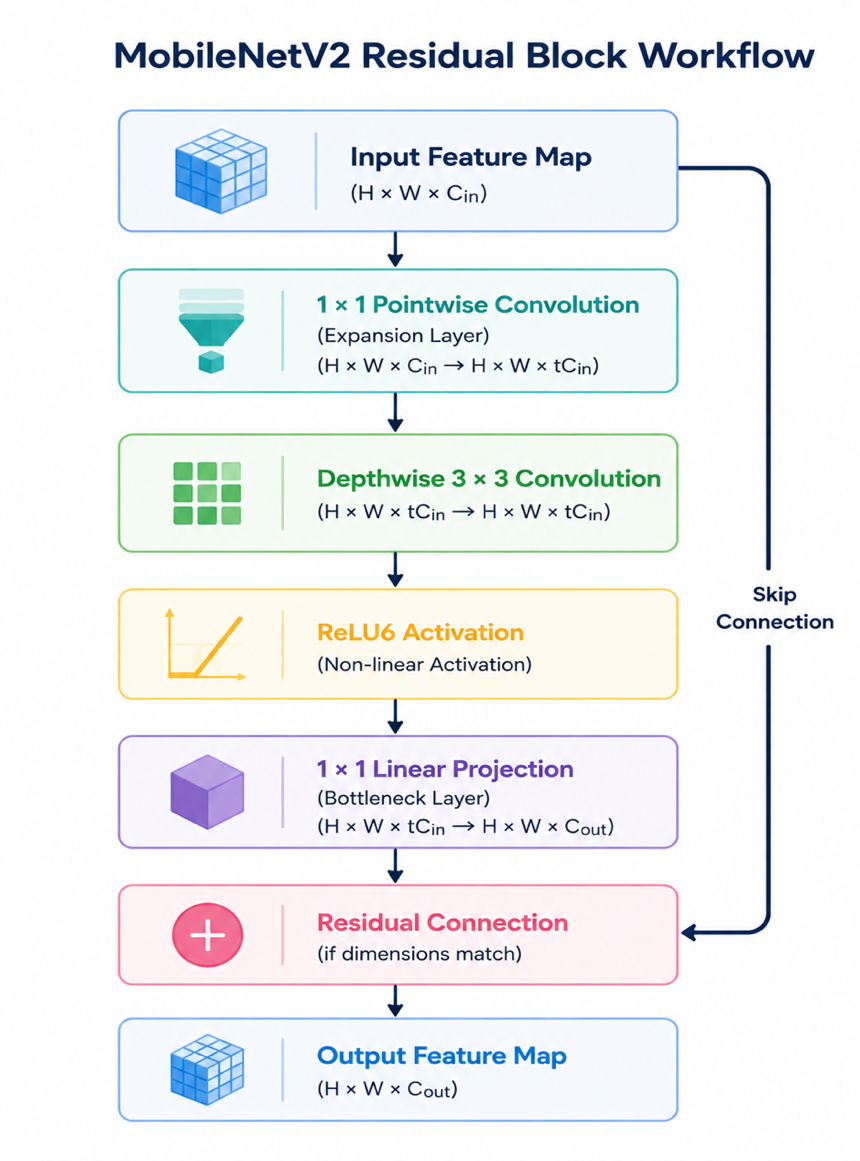 MobileNetV2 Residual Block Workflow
Input Feature Map
(H × W × Cin)
1 × 1 Pointwise Convolution
(Expansion Layer)
(H × W × Cin → H × W × tCin)
Depthwise 3 × 3 Convolution
(H × W × tCin → H × W × tCin)
ReLU6 Activation
(Non-linear Activation)
1 × 1 Linear Projection
(Bottleneck Layer)
(H × W × tCin → H × W × Cout)
Residual Connection
(if dimensions match)
Output Feature Map
(H × W × Cout)
Skip
Connection